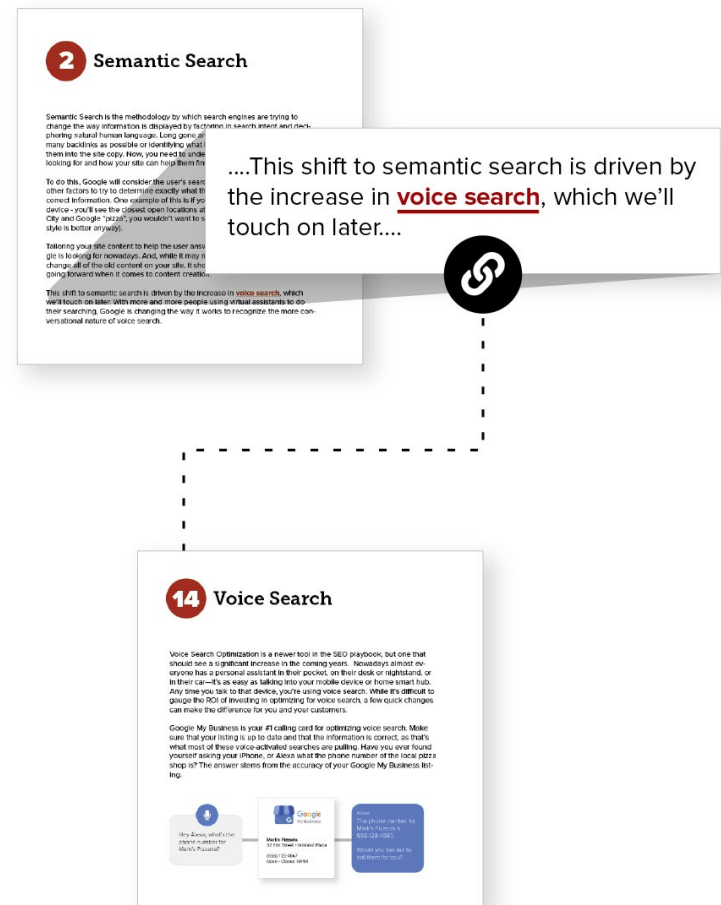 2
Semantic Search
Semantic Search is the methodology by which search engines are trying to
change the way information is displayed by factoring in search intent and deci-
phering natural human language. Long gone
many backlinks as possible or identifying what
them into the site copy. Now, you need to unde
looking for and how your site can help them fin
To do this, Google will consider the user's searc
other factors to try to determine exactly what th
correct information. One example of this is if yo
device - you'll see the closest open locations at
City and Google "pizza", you wouldn't want to s
style is better anyway).
Tailoring your site content to help the user answ
gle is looking for nowadays. And, while it may n
change all of the old content on your site, it sho
going forward when it comes to content creation.
This shift to semantic search is driven by the increase in voice search, which
we'll touch on later. With more and more people using virtual assistants to do
their searching, Google is changing the way it works to recognize the more con-
versational nature of voice search.
....This shift to semantic search is driven by
the increase in voice search, which we'll
touch on later....
14
Voice Search
Voice Search Optimization is a newer tool in the SEO playbook, but one that
should see a significant increase in the coming years. Nowadays almost ev-
eryone has a personal assistant in their pocket, on their desk or nightstand, or
in their car—it's as easy as talking into your mobile device or home smart hub.
Any time you talk to that device, you're using voice search. While it's difficult to
gauge the ROI of investing in optimizing for voice search, a few quick changes
can make the difference for you and your customers.
Google My Business is your #1 calling card for optimizing voice search. Make
sure that your listing is up to date and that the information is correct, as that's
what most of these voice-activated searches are pulling. Have you ever found
yourself asking your iPhone, or Alexa what the phone number of the local pizza
shop is? The answer stems from the accuracy of your Google My Business list-
ing.
Hey Alexa, what's the
phone number for
Mark's Pizzeria?
G
Google
My Business
Mark's Pizzeria
(555) 123-4567
Alexa
The phone number for
Mark's Pizzeria is
555-123-4567.
Would you like me to
call them for you?